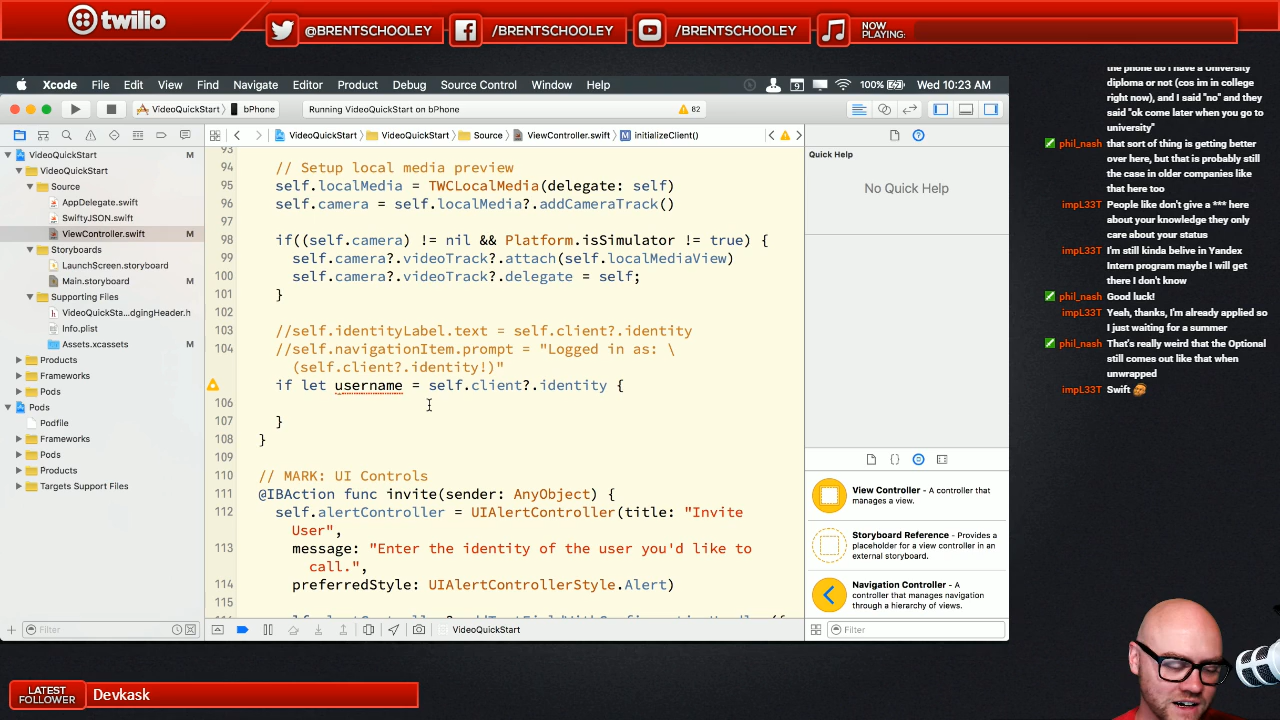 twilio
@BRENTSCHOOLEY
/BRENTSCHOOLEY
/BRENTSCHOOLEY
NOW
PLAYING:
Xcode File Edit View Find Navigate Editor Product Debug Source Control Window Help
9
100%
Wed 10:23 AM
VideoQuickStart
bPhone
Running VideoQuickStart on bPhone
82
VideoQuickStart
VideoQuickStart
Source
ViewController.swift
M
initializeClient()
VideoQuickStart M
VideoQuickStart
Source
AppDelegate.swift
SwiftyJSON.swift
ViewController.swift M
Storyboards
LaunchScreen.storyboard
Main.storyboard M
Supporting Files
VideoQuickSta...dgingHeader.h
Info.plist
Assets.xcassets M
Products
Frameworks
Pods
Pods
Podfile
Frameworks
Pods
Products
Targets Support Files
Filter
93
94 // Setup local media preview
95 self.localMedia = TWCLocalMedia(delegate: self)
96 self.camera = self.localMedia?.addCameraTrack()
97
98 if((self.camera) != nil && Platform.isSimulator != true) {
99 self.camera?.videoTrack?.attach(self.localMediaView)
100 self.camera?.videoTrack?.delegate = self;
101 }
102
103 //self.identityLabel.text = self.client?.identity
104 //self.navigationItem.prompt = "Logged in as: \
(self.client?.identity!)"
if let username = self.client?.identity {
106
107 }
108 }
109
110 // MARK: UI Controls
111 @IBAction func invite(sender: AnyObject) {
112 self.alertController = UIAlertController(title: "Invite
User",
113 message: "Enter the identity of the user you'd like to
call.",
114 preferredStyle: UIAlertControllerStyle.Alert)
115
VideoQuickStart
Quick Help
No Quick Help
View Controller - A controller that
manages a view.
Storyboard Reference - Provides a
placeholder for a view controller in an
external storyboard.
Navigation Controller - A
controller that manages navigation
through a hierarchy of views.
Filter
the phone do I have a University
diploma or not (cos im in college
right now), and I said "no" and they
said "ok come later when you go to
university"
phil_nash that sort of thing is getting better
over here, but that is probably still
the case in older companies like
that here too
impL33T People like don't give a *** here
about your knowledge they only
care about your status
impL33T I'm still kinda belive in Yandex
Intern program maybe I will get
there I don't know
phil_nash Good luck!
impL33T Yeah, thanks, I'm already applied so
I just waiting for a summer
phil_nash That's really weird that the Optional
still comes out like that when
unwrapped
impL33T Swift
LATEST
FOLLOWER
Devkask